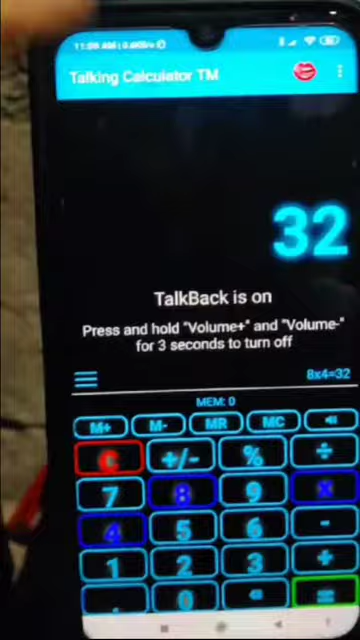 Talking Calculator TM
32
TalkBack is on
Press and hold "Volume+" and "Volume-"
for 3 seconds to turn off
8x4=32
MEM: 0
M+ M- MR MC
C +/- % ÷
7 8 9 x
4 5 6 -
1 2 3 +
. 0 =